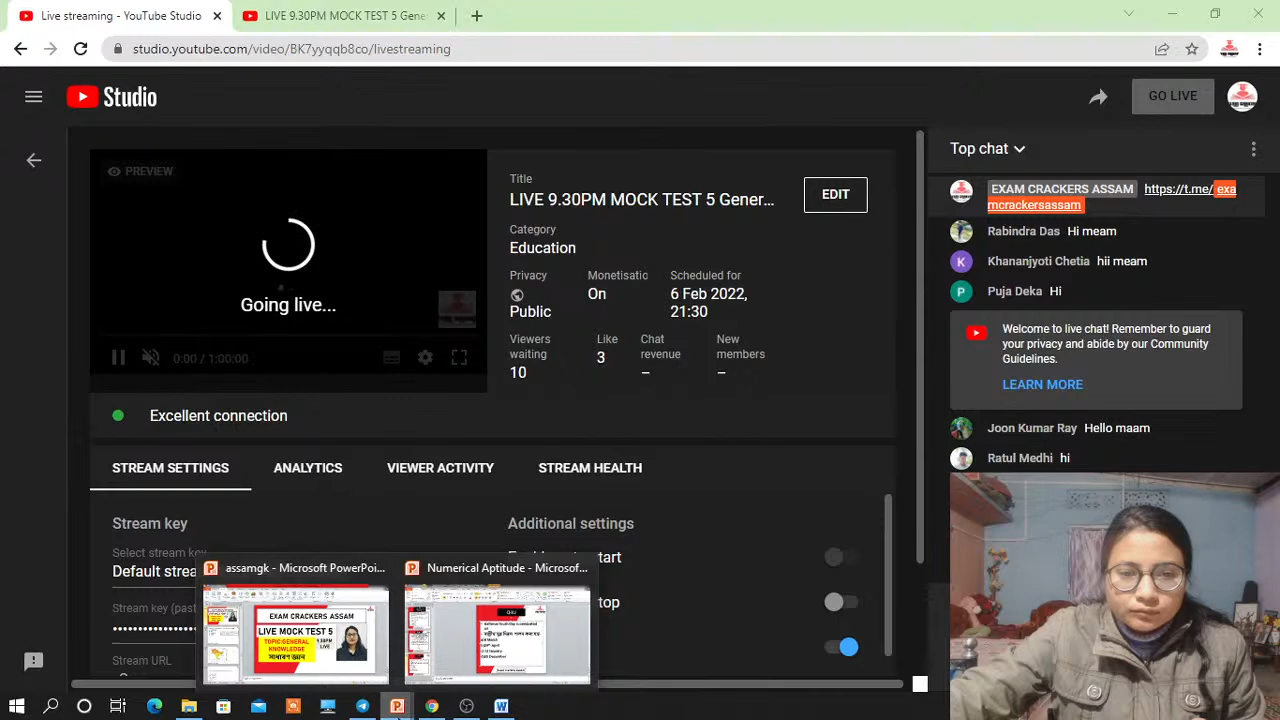 Live streaming - YouTube Studio
LIVE 9.30PM MOCK TEST 5 Gene
studio.youtube.com/video/BK7yyqqb8co/livestreaming
Studio
GO LIVE
PREVIEW
Going live...
0:00 / 1:00:00
Title
LIVE 9.30PM MOCK TEST 5 Gener...
EDIT
Category
Education
Privacy
Public
Monetisatic
On
Scheduled for
6 Feb 2022,
21:30
Viewers
waiting
10
Like
3
Chat
revenue
–
New
members
–
Excellent connection
STREAM SETTINGS
ANALYTICS
VIEWER ACTIVITY
STREAM HEALTH
Stream key
Select stream key
Default strea
Stream key (past
Stream URL
Additional settings
Top chat
EXAM CRACKERS ASSAM https://t.me/exa
mcrackersassam
Rabindra Das Hi meam
Khananjyoti Chetia hii meam
Puja Deka Hi
Welcome to live chat! Remember to guard
your privacy and abide by our Community
Guidelines.
LEARN MORE
Joon Kumar Ray Hello maam
Ratul Medhi hi
assamgk - Microsoft PowerPoi...
EXAM CRACKERS ASSAM
LIVE MOCK TEST 5
TOPIC:GENERAL
KNOWLEDGE
LIVE
Numerical Aptitude - Microsof...